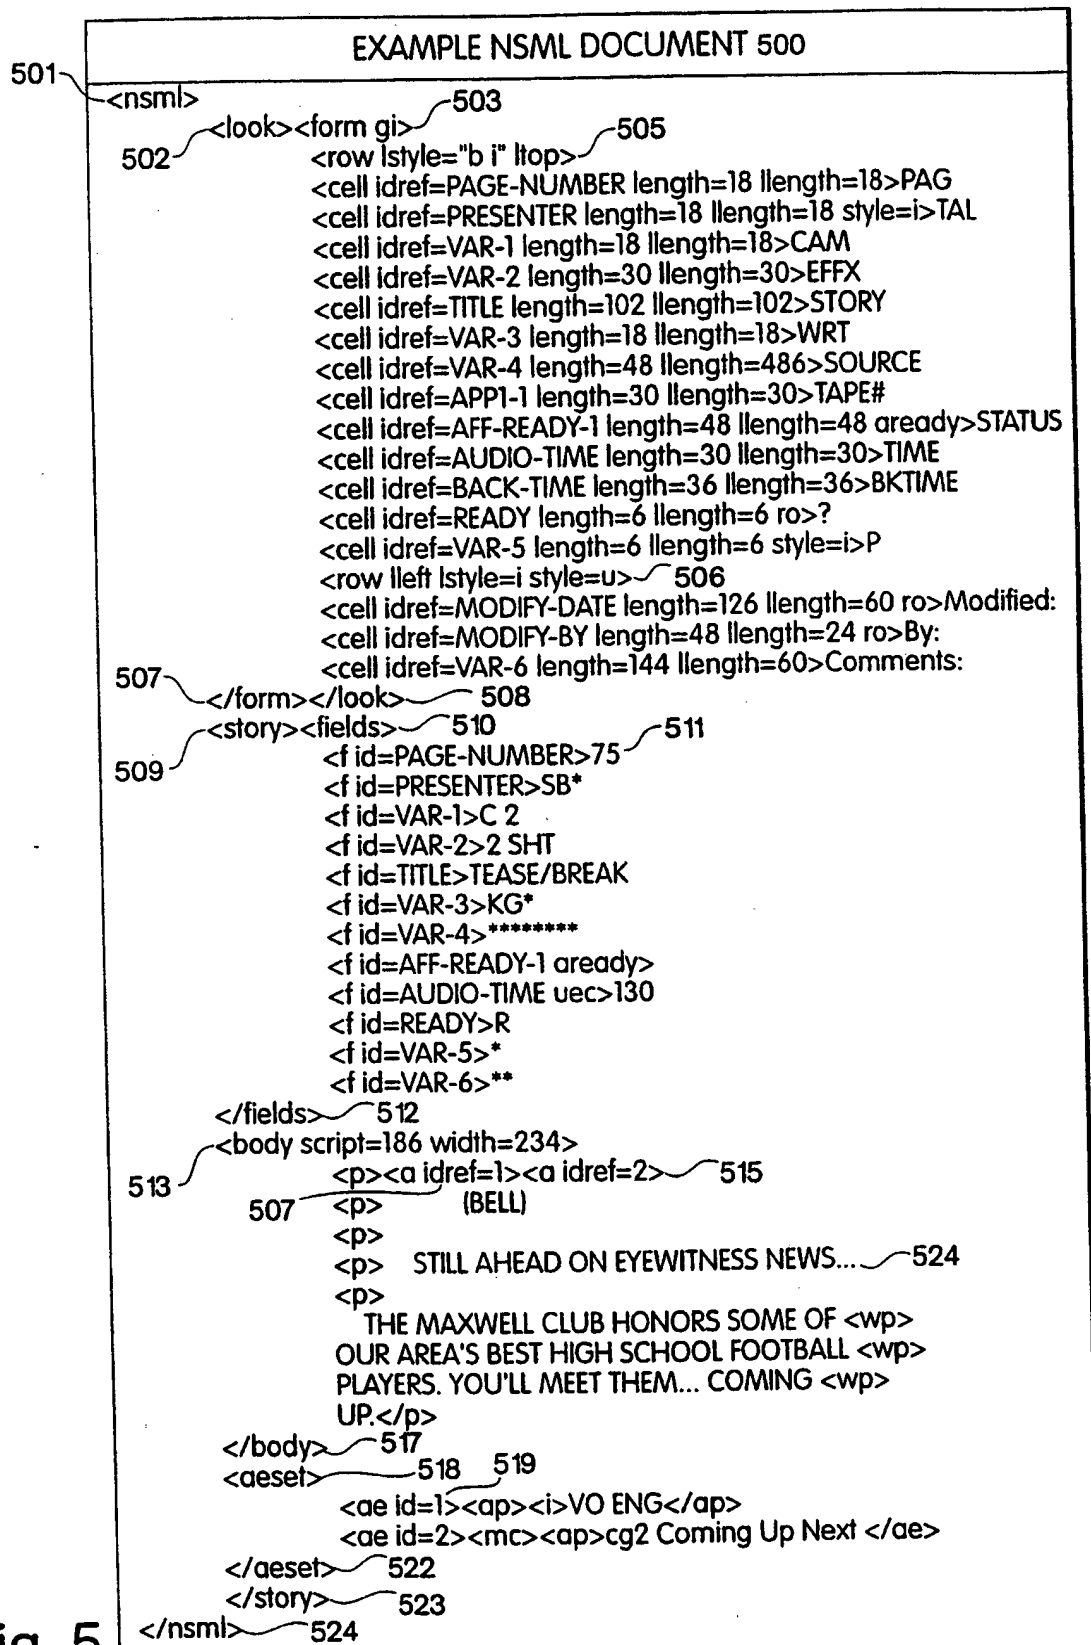 EXAMPLE NSML DOCUMENT 500
501
<nsml>
503
502
<look><form gi>
505
<row lstyle="b i" ltop>
<cell idref=PAGE-NUMBER length=18 llength=18>PAG
<cell idref=PRESENTER length=18 llength=18 style=i>TAL
<cell idref=VAR-1 length=18 llength=18>CAM
<cell idref=VAR-2 length=30 llength=30>EFFX
<cell idref=TITLE length=102 llength=102>STORY
<cell idref=VAR-3 length=18 llength=18>WRT
<cell idref=VAR-4 length=48 llength=486>SOURCE
<cell idref=APP1-1 length=30 llength=30>TAPE#
<cell idref=AFF-READY-1 length=48 llength=48 aready>STATUS
<cell idref=AUDIO-TIME length=30 llength=30>TIME
<cell idref=BACK-TIME length=36 llength=36>BKTIME
<cell idref=READY length=6 llength=6 ro>?
<cell idref=VAR-5 length=6 llength=6 style=i>P
<row lleft lstyle=i style=u> 506
<cell idref=MODIFY-DATE length=126 llength=60 ro>Modified:
<cell idref=MODIFY-BY length=48 llength=24 ro>By:
<cell idref=VAR-6 length=144 llength=60>Comments:
507
</form></look> 508
<story><fields> 510
509
<f id=PAGE-NUMBER>75 511
<f id=PRESENTER>SB*
<f id=VAR-1>C 2
<f id=VAR-2>2 SHT
<f id=TITLE>TEASE/BREAK
<f id=VAR-3>KG*
<f id=VAR-4>********
<f id=AFF-READY-1 aready>
<f id=AUDIO-TIME uec>130
<f id=READY>R
<f id=VAR-5>*
<f id=VAR-6>**
</fields> 512
<body script=186 width=234>
513
<p><a idref=1><a idref=2> 515
507 <p> (BELL)
<p>
<p> STILL AHEAD ON EYEWITNESS NEWS... 524
<p>
THE MAXWELL CLUB HONORS SOME OF <wp>
OUR AREA'S BEST HIGH SCHOOL FOOTBALL <wp>
PLAYERS. YOU'LL MEET THEM... COMING <wp>
UP.</p>
</body> 517
<aeset> 518 519
<ae id=1><ap><i>VO ENG</ap>
<ae id=2><mc><ap>cg2 Coming Up Next </ae>
</aeset> 522
</story> 523
</nsml> 524
5